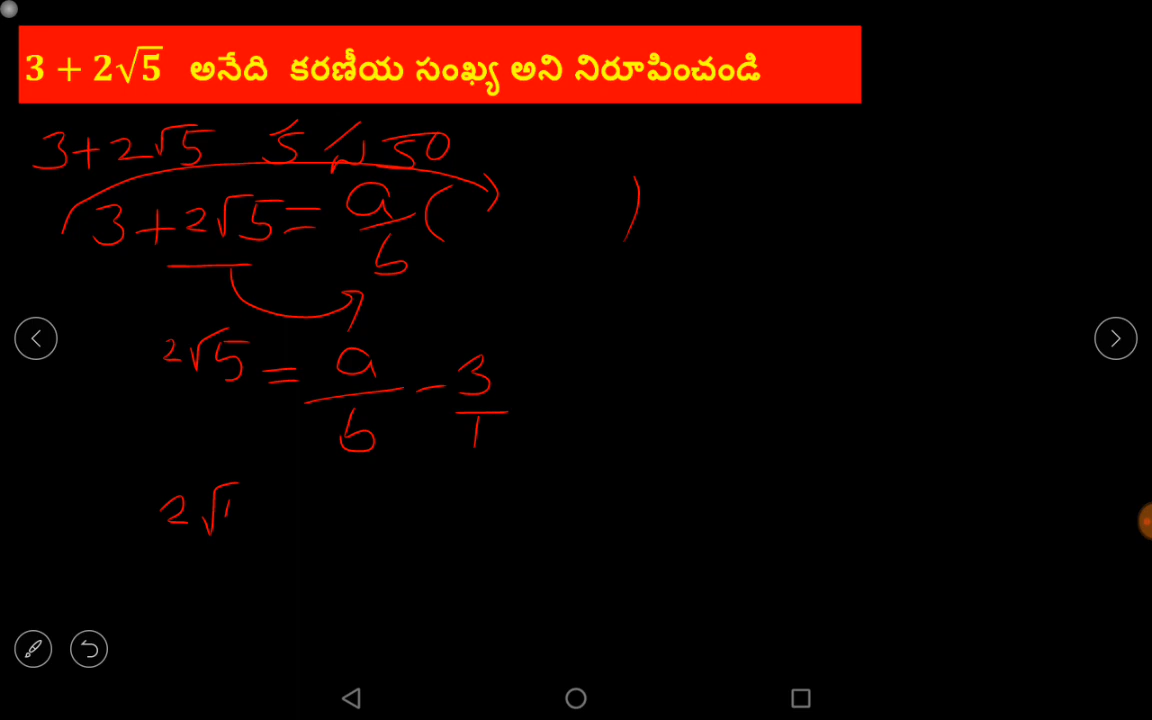 3 + 2√5 అనేది కరణీయ సంఖ్య అని నిరూపించండి
3+2√5
3+2√5 = a/b ( )
2√5 = a/b - 3/1
2√